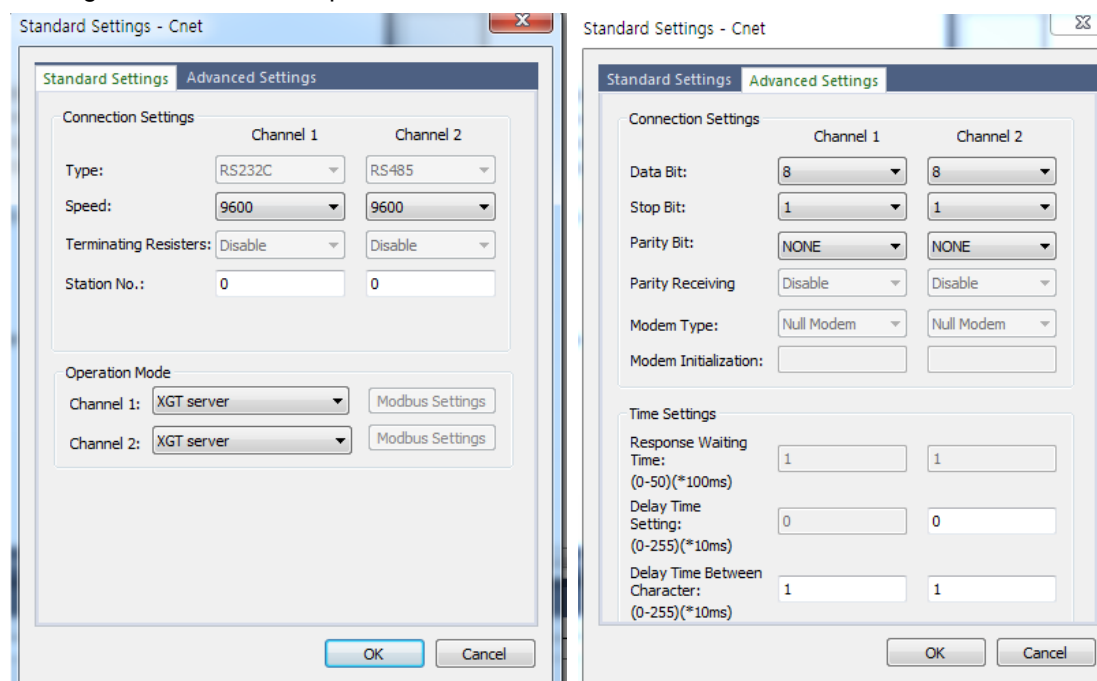 Standard Settings - Cnet
Standard Settings Advanced Settings
Connection Settings
Channel 1 Channel 2
Type: RS232C RS485
Speed: 9600 9600
Terminating Resisters: Disable Disable
Station No.: 0 0
Operation Mode
Channel 1: XGT server Modbus Settings
Channel 2: XGT server Modbus Settings
OK Cancel
Standard Settings - Cnet
Standard Settings Advanced Settings
Connection Settings
Channel 1 Channel 2
Data Bit: 8 8
Stop Bit: 1 1
Parity Bit: NONE NONE
Parity Receiving Disable Disable
Modem Type: Null Modem Null Modem
Modem Initialization:
Time Settings
Response Waiting
Time: 1 1
(0-50)(*100ms)
Delay Time
Setting: 0 0
(0-255)(*10ms)
Delay Time Between
Character: 1 1
(0-255)(*10ms)
OK Cancel